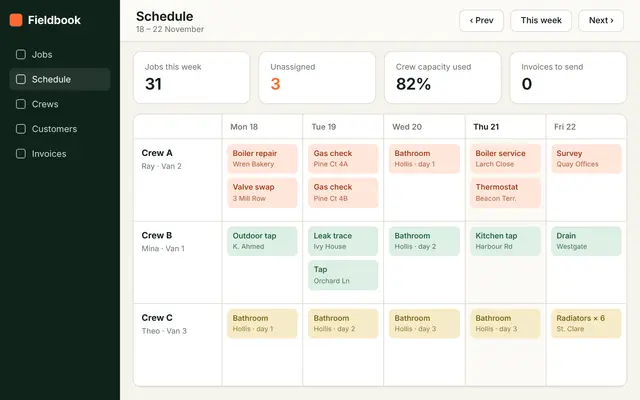 Fieldbook
Jobs
Schedule
Crews
Customers
Invoices
Schedule
18 – 22 November
‹ Prev
This week
Next ›
Jobs this week
31
Unassigned
3
Crew capacity used
82%
Invoices to send
0
Mon 18
Tue 19
Wed 20
Thu 21
Fri 22
Crew A
Ray · Van 2
Boiler repair
Wren Bakery
Valve swap
3 Mill Row
Gas check
Pine Ct 4A
Gas check
Pine Ct 4B
Bathroom
Hollis · day 1
Boiler service
Larch Close
Thermostat
Beacon Terr.
Survey
Quay Offices
Crew B
Mina · Van 1
Outdoor tap
K. Ahmed
Leak trace
Ivy House
Tap
Orchard Ln
Bathroom
Hollis · day 2
Kitchen tap
Harbour Rd
Drain
Westgate
Crew C
Theo · Van 3
Bathroom
Hollis · day 1
Bathroom
Hollis · day 2
Bathroom
Hollis · day 3
Bathroom
Hollis · day 3
Radiators × 6
St. Clare